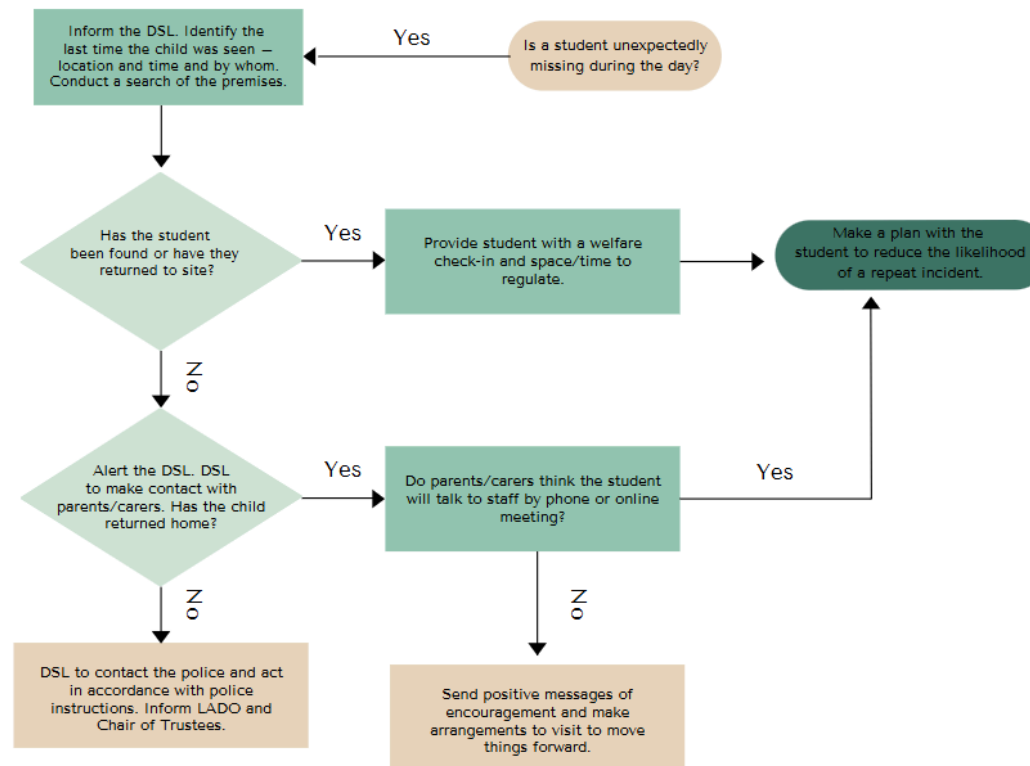 Is a student unexpectedly
missing during the day?
Yes
Inform the DSL. Identify the
last time the child was seen –
location and time and by whom.
Conduct a search of the premises.
Has the student
been found or have they
returned to site?
Yes
Provide student with a welfare
check-in and space/time to
regulate.
Make a plan with the
student to reduce the likelihood
of a repeat incident.
No
Alert the DSL. DSL
to make contact with
parents/carers. Has the child
returned home?
Yes
Do parents/carers think the student
will talk to staff by phone or online
meeting?
Yes
No
No
DSL to contact the police and act
in accordance with police
instructions. Inform LADO and
Chair of Trustees.
Send positive messages of
encouragement and make
arrangements to visit to move
things forward.